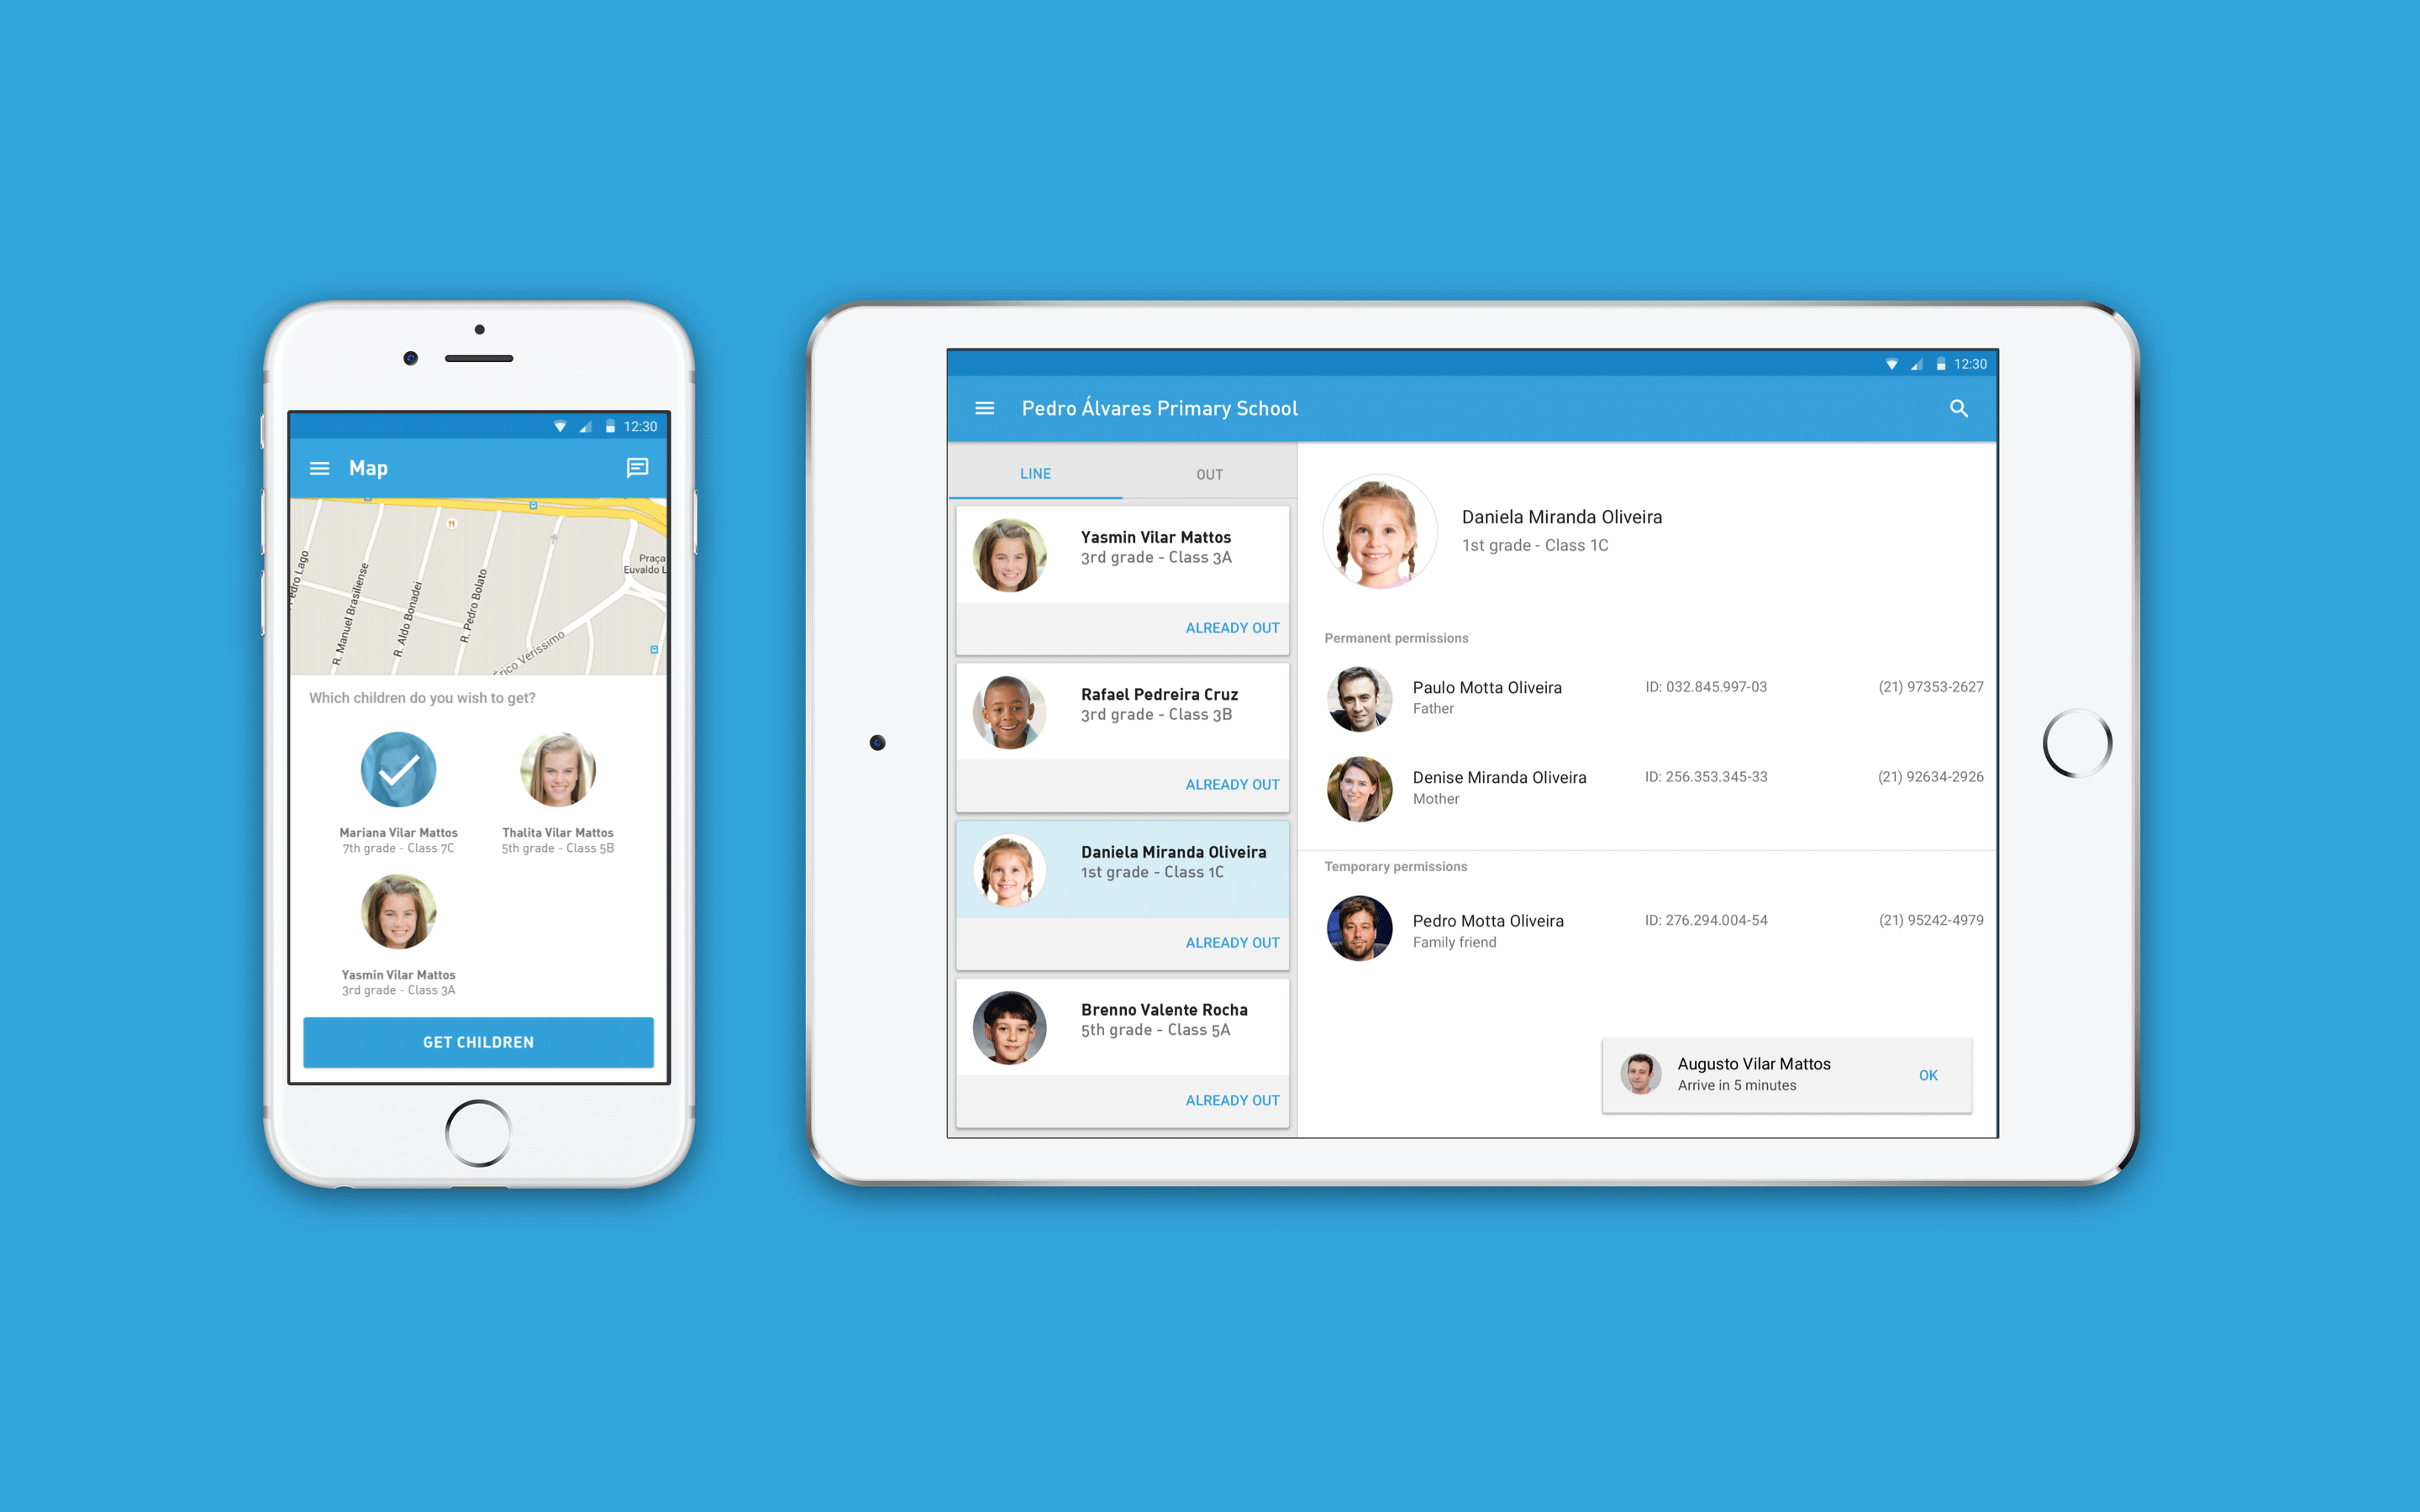 12:30
Map
Pedro Lago
R. Manuel Brasiliense
R. Aldo Bonadei
R. Pedro Bolato
Érico Veríssimo
Praça
Euvaldo L
Which children do you wish to get?
Mariana Vilar Mattos
7th grade - Class 7C
Thalita Vilar Mattos
5th grade - Class 5B
Yasmin Vilar Mattos
3rd grade - Class 3A
GET CHILDREN
12:30
Pedro Álvares Primary School
LINE
OUT
Yasmin Vilar Mattos
3rd grade - Class 3A
ALREADY OUT
Rafael Pedreira Cruz
3rd grade - Class 3B
ALREADY OUT
Daniela Miranda Oliveira
1st grade - Class 1C
ALREADY OUT
Brenno Valente Rocha
5th grade - Class 5A
ALREADY OUT
Daniela Miranda Oliveira
1st grade - Class 1C
Permanent permissions
Paulo Motta Oliveira
Father
ID: 032.845.997-03
(21) 97353-2627
Denise Miranda Oliveira
Mother
ID: 256.353.345-33
(21) 92634-2926
Temporary permissions
Pedro Motta Oliveira
Family friend
ID: 276.294.004-54
(21) 95242-4979
Augusto Vilar Mattos
Arrive in 5 minutes
OK